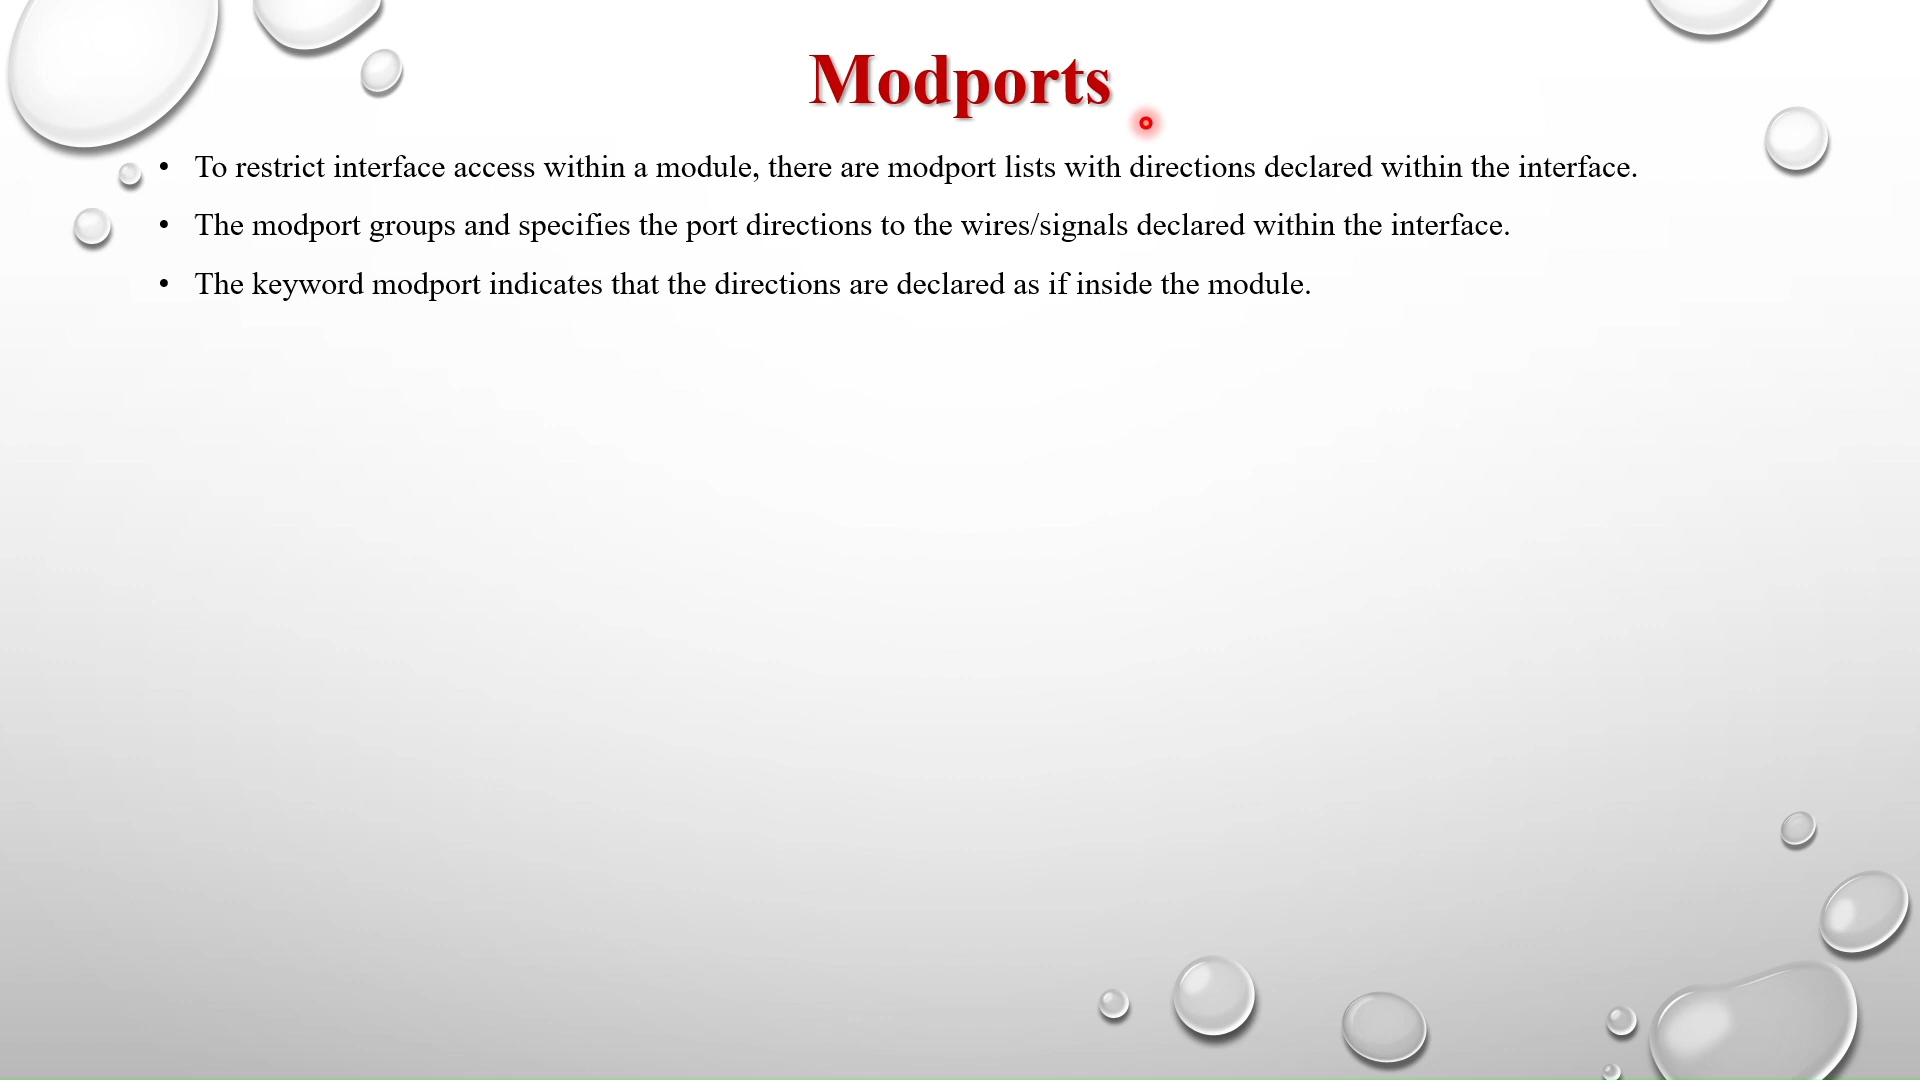 Modports
• To restrict interface access within a module, there are modport lists with directions declared within the interface.
• The modport groups and specifies the port directions to the wires/signals declared within the interface.
• The keyword modport indicates that the directions are declared as if inside the module.